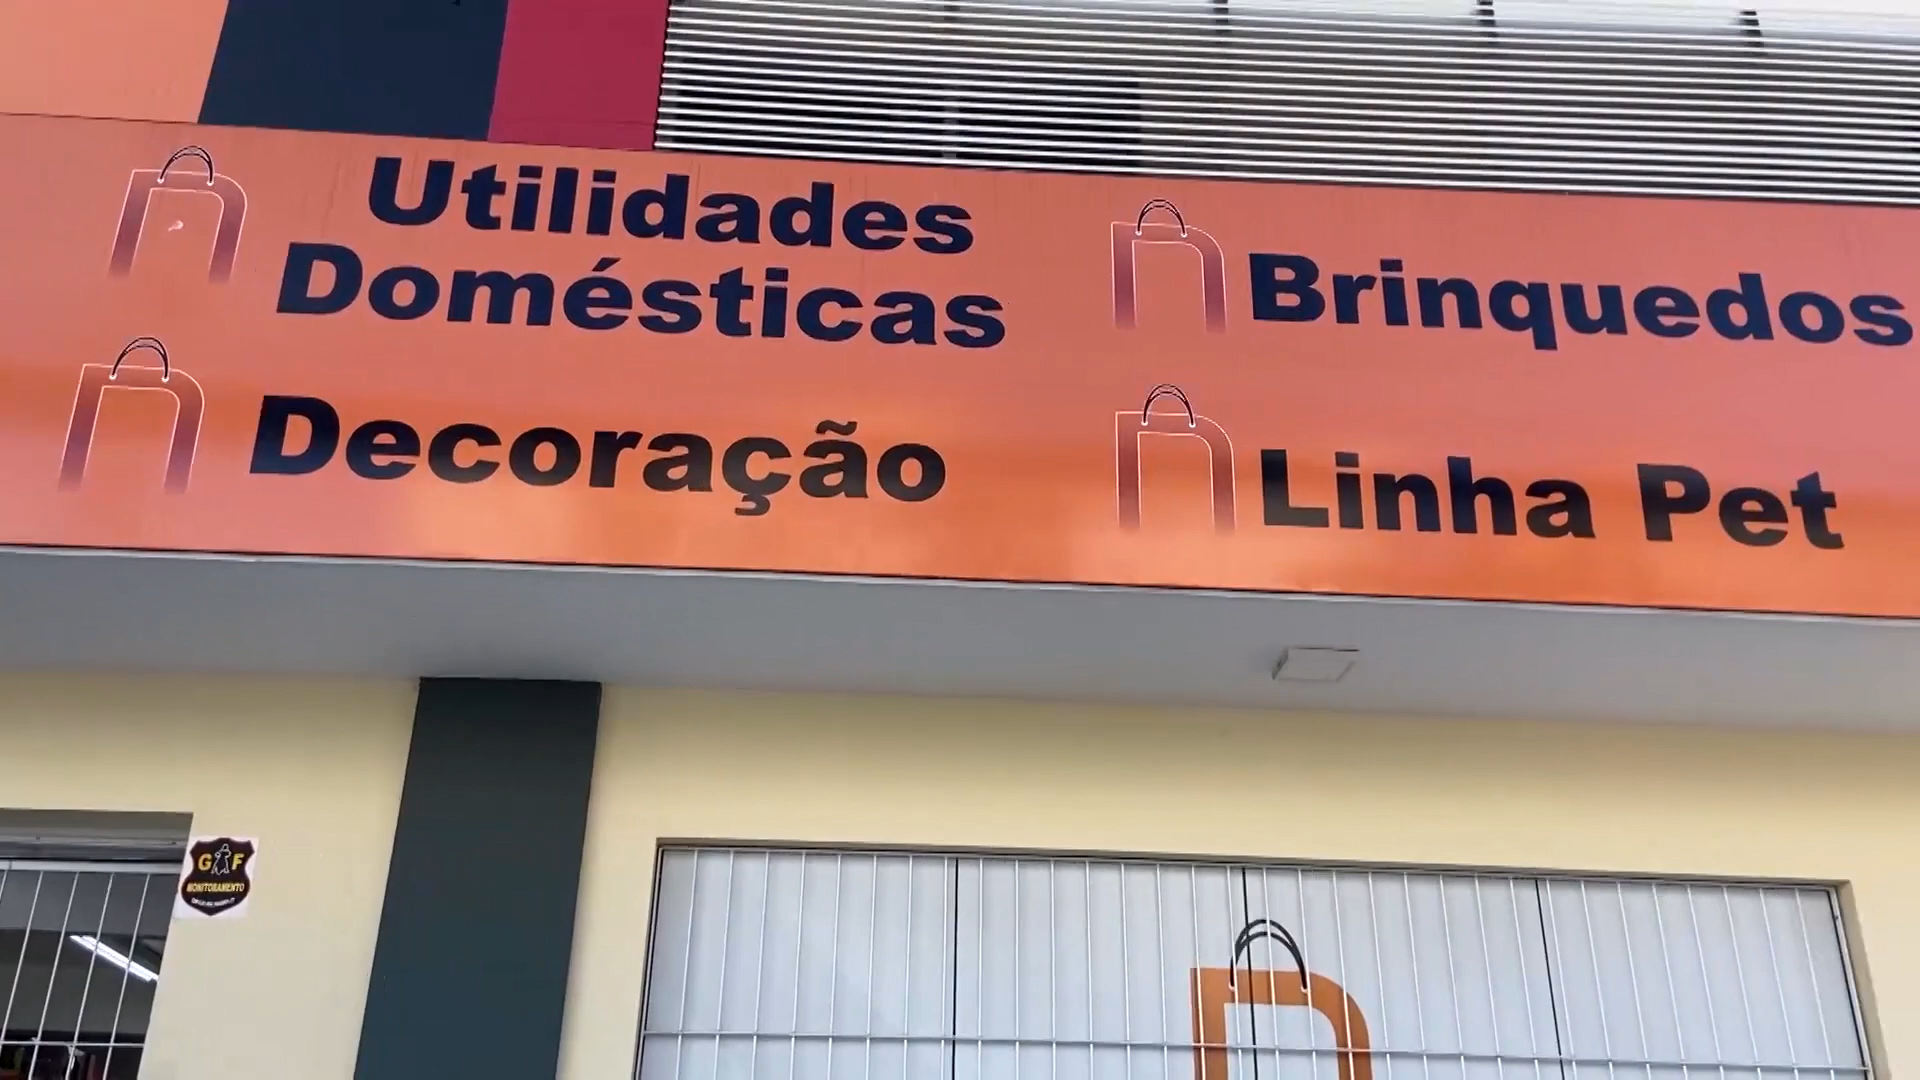 Utilidades
Domésticas
Brinquedos
Decoração
Linha Pet
G F
MONITORAMENTO